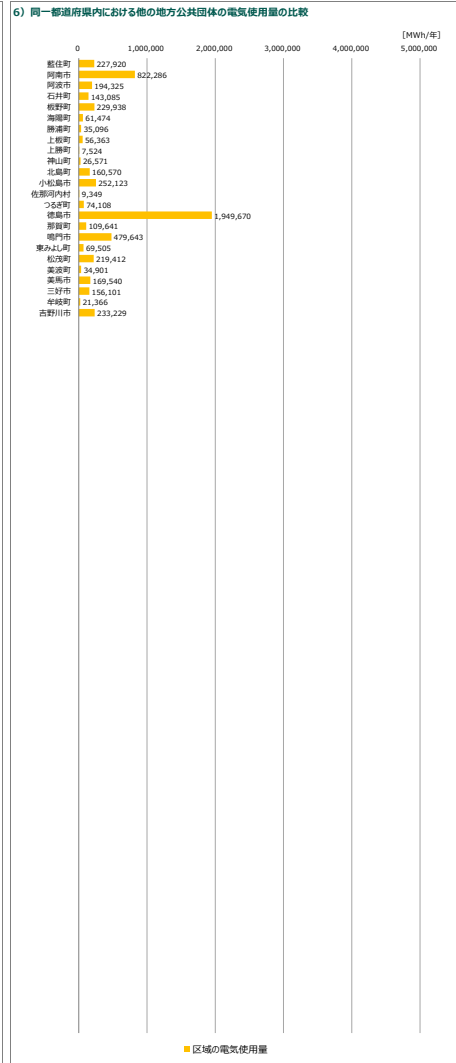 6）同一都道府県内における他の地方公共団体の電気使用量の比較
[MWh/年]
0 1,000,000 2,000,000 3,000,000 4,000,000 5,000,000
藍住町 227,920
阿南市 822,286
阿波市 194,325
石井町 143,085
板野町 229,938
海陽町 61,474
勝浦町 35,096
上板町 56,363
上勝町 7,524
神山町 26,571
北島町 160,570
小松島市 252,123
佐那河内村 9,349
つるぎ町 74,108
徳島市 1,949,670
那賀町 109,641
鳴門市 479,643
東みよし町 69,505
松茂町 219,412
美波町 34,901
美馬市 169,540
三好市 156,101
牟岐町 21,366
吉野川市 233,229
区域の電気使用量